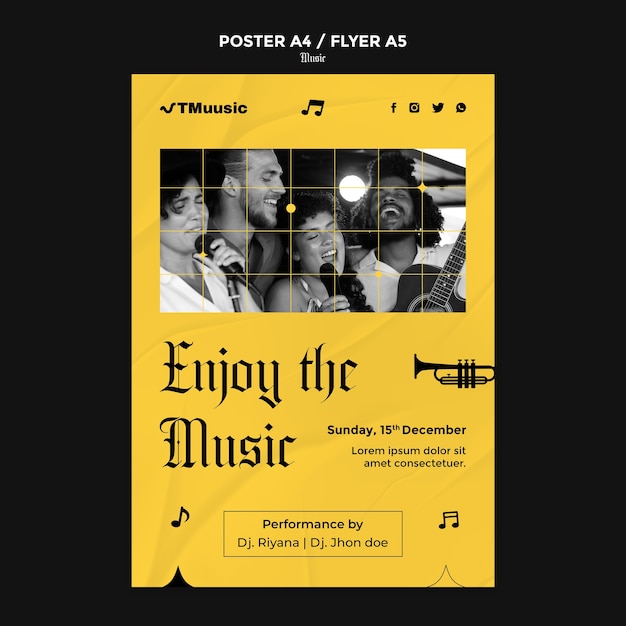 POSTER A4 / FLYER A5
Music
TMuusic
Enjoy the
Music
Sunday, 15th December
Lorem ipsum dolor sit
amet consectetuer.
Performance by
Dj. Riyana | Dj. Jhon doe